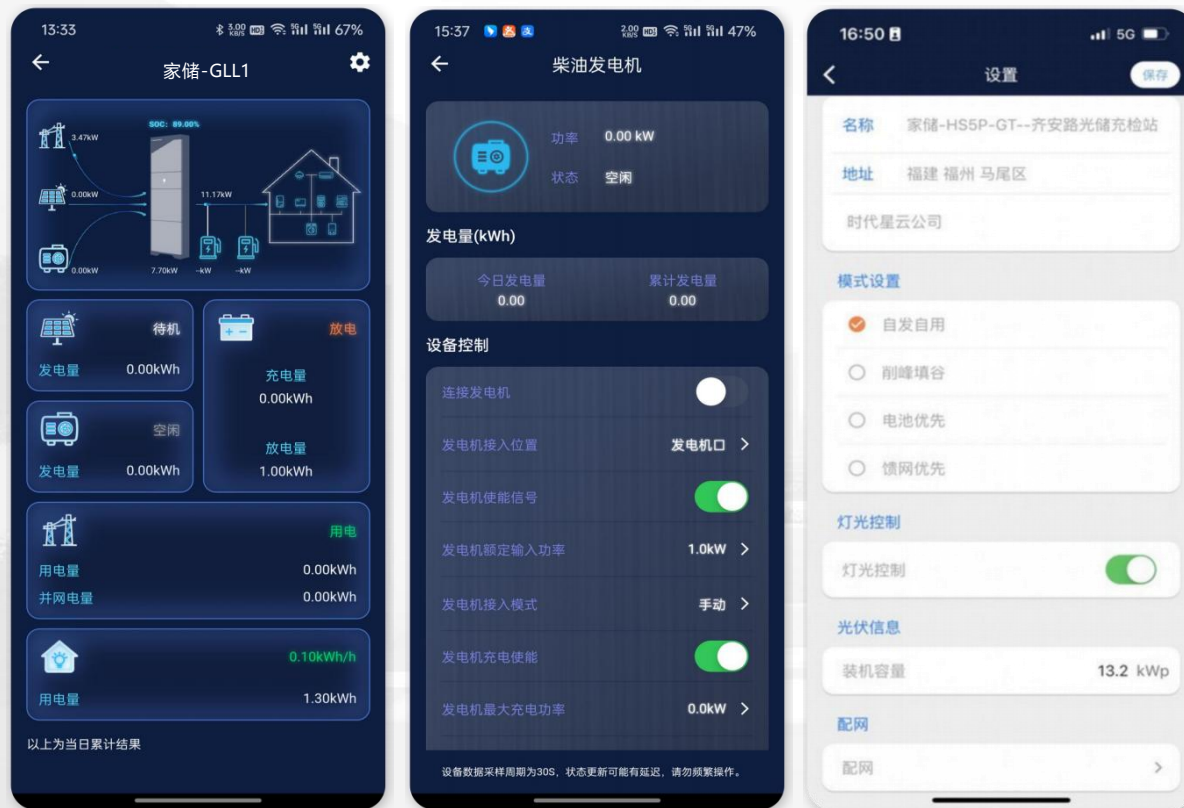 13:33
3.00 KB/S HD 5G 5G 67%
家储-GLL1
SOC: 89.00%
3.47kW
0.00kW
11.17kW
0.00kW
7.70kW
-kW
-kW
待机
发电量 0.00kWh
空闲
发电量 0.00kWh
放电
充电量
0.00kWh
放电量
1.00kWh
用电
用电量 0.00kWh
并网电量 0.00kWh
0.10kWh/h
用电量 1.30kWh
以上为当日累计结果
15:37
2.00 KB/S HD 5G 5G 47%
柴油发电机
功率 0.00 kW
状态 空闲
发电量(kWh)
今日发电量 累计发电量
0.00 0.00
设备控制
连接发电机
发电机接入位置 发电机口
发电机使能信号
发电机额定输入功率 1.0kW
发电机接入模式 手动
发电机充电使能
发电机最大充电功率 0.0kW
设备数据采样周期为30S，状态更新可能有延迟，请勿频繁操作。
16:50 5G
设置 保存
名称 家储-HS5P-GT--齐安路光储充检站
地址 福建 福州 马尾区
时代星云公司
模式设置
自发自用
削峰填谷
电池优先
馈网优先
灯光控制
灯光控制
光伏信息
装机容量 13.2 kWp
配网
配网